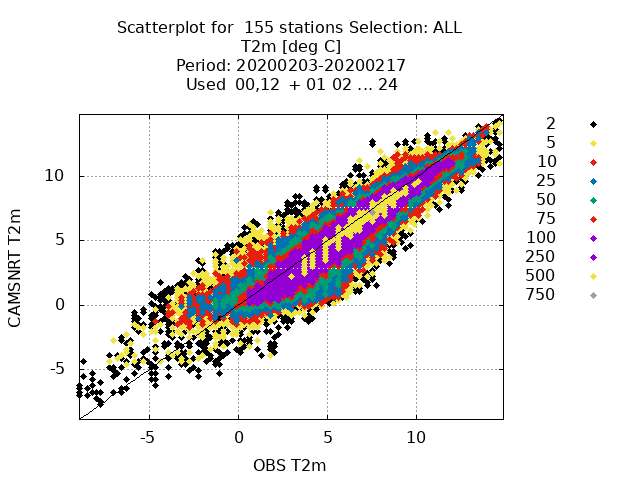 Scatterplot for 155 stations Selection: ALL
T2m [deg C]
Period: 20200203-20200217
Used 00,12 + 01 02 ... 24
2
5
10
25
50
75
100
250
500
750
CAMSNRT T2m
10
5
0
-5
-5 0 5 10
OBS T2m